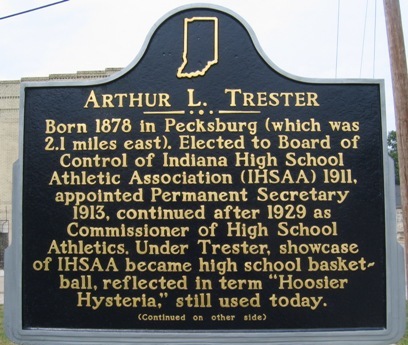 ARTHUR L. TRESTER
Born 1878 in Pecksburg (which was
2.1 miles east). Elected to Board of
Control of Indiana High School
Athletic Association (IHSAA) 1911,
appointed Permanent Secretary
1913, continued after 1929 as
Commissioner of High School
Athletics. Under Trester, showcase
of IHSAA became high school basket-
ball, reflected in term "Hoosier
Hysteria," still used today.
(Continued on other side)